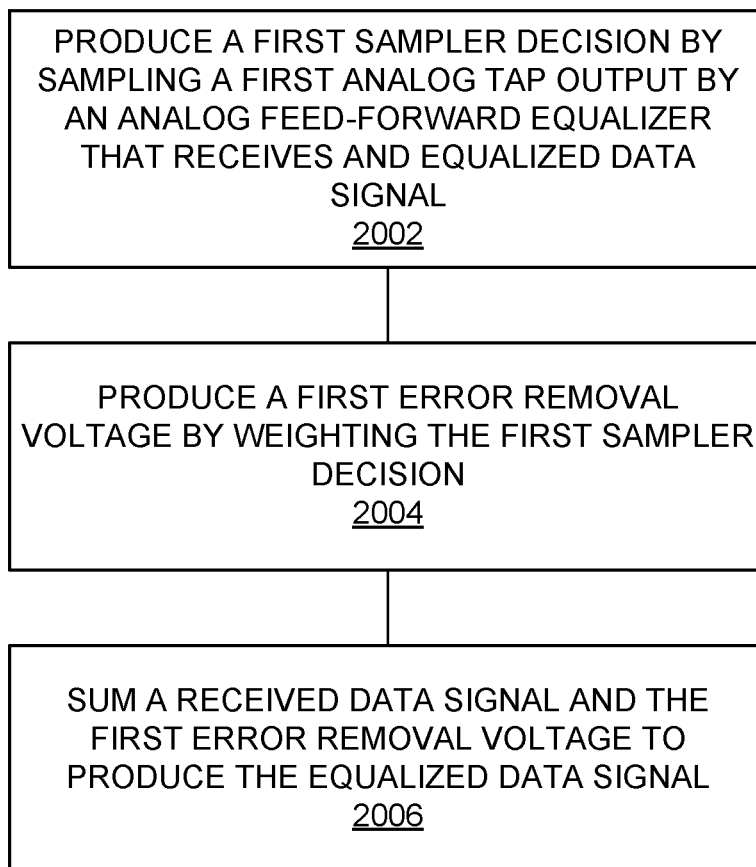 PRODUCE A FIRST SAMPLER DECISION BY
SAMPLING A FIRST ANALOG TAP OUTPUT BY
AN ANALOG FEED-FORWARD EQUALIZER
THAT RECEIVES AND EQUALIZED DATA
SIGNAL
2002
PRODUCE A FIRST ERROR REMOVAL
VOLTAGE BY WEIGHTING THE FIRST SAMPLER
DECISION
2004
SUM A RECEIVED DATA SIGNAL AND THE
FIRST ERROR REMOVAL VOLTAGE TO
PRODUCE THE EQUALIZED DATA SIGNAL
2006